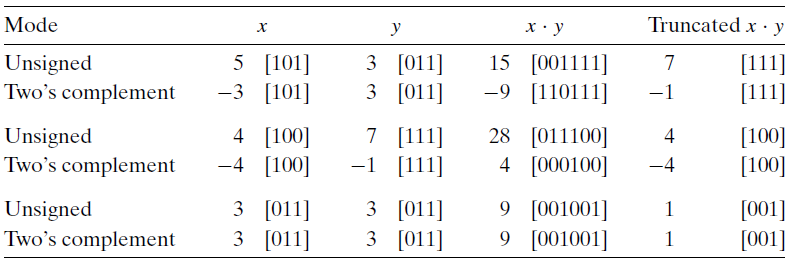 Mode x y x · y Truncated x · y
Unsigned 5 [101] 3 [011] 15 [001111] 7 [111]
Two’s complement −3 [101] 3 [011] −9 [110111] −1 [111]
Unsigned 4 [100] 7 [111] 28 [011100] 4 [100]
Two’s complement −4 [100] −1 [111] 4 [000100] −4 [100]
Unsigned 3 [011] 3 [011] 9 [001001] 1 [001]
Two’s complement 3 [011] 3 [011] 9 [001001] 1 [001]